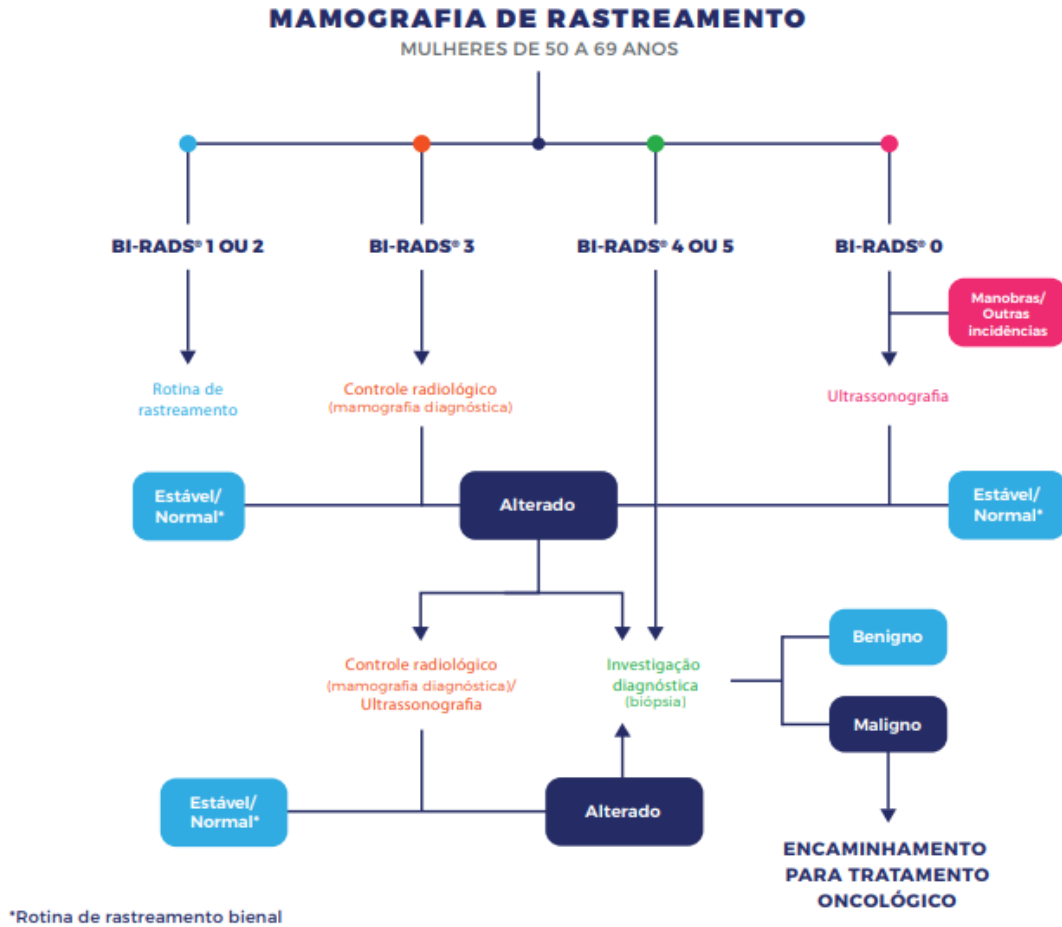 MAMOGRAFIA DE RASTREAMENTO
MULHERES DE 50 A 69 ANOS
BI-RADS® 1 OU 2
BI-RADS® 3
BI-RADS® 4 OU 5
BI-RADS® 0
Manobras/
Outras
incidências
Rotina de
rastreamento
Controle radiológico
(mamografia diagnóstica)
Ultrassonografia
Estável/
Normal*
Alterado
Estável/
Normal*
Controle radiológico
(mamografia diagnóstica)/
Ultrassonografia
Investigação
diagnóstica
(biópsia)
Benigno
Maligno
Estável/
Normal*
Alterado
ENCAMINHAMENTO
PARA TRATAMENTO
ONCOLÓGICO
*Rotina de rastreamento bienal